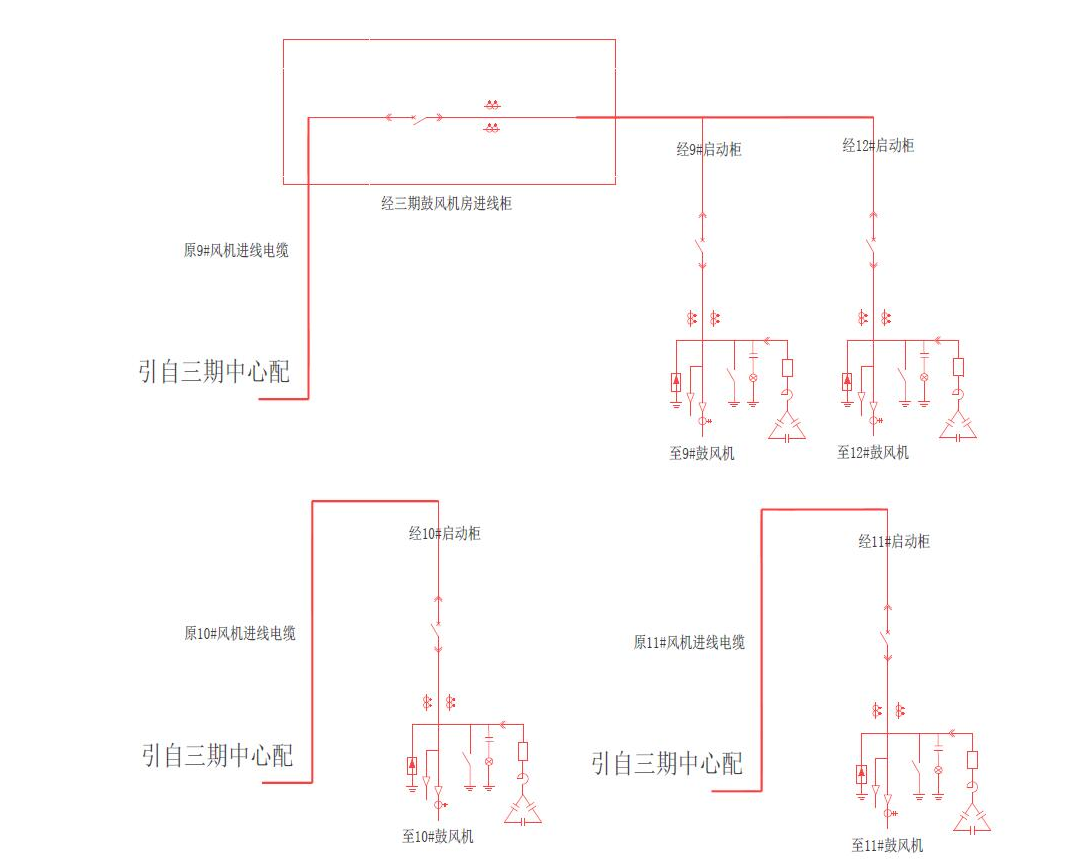 经9#启动柜
经12#启动柜
经三期鼓风机房进线柜
原9#风机进线电缆
引自三期中心配
至9#鼓风机
至12#鼓风机
经10#启动柜
经11#启动柜
原10#风机进线电缆
原11#风机进线电缆
引自三期中心配
引自三期中心配
至10#鼓风机
至11#鼓风机